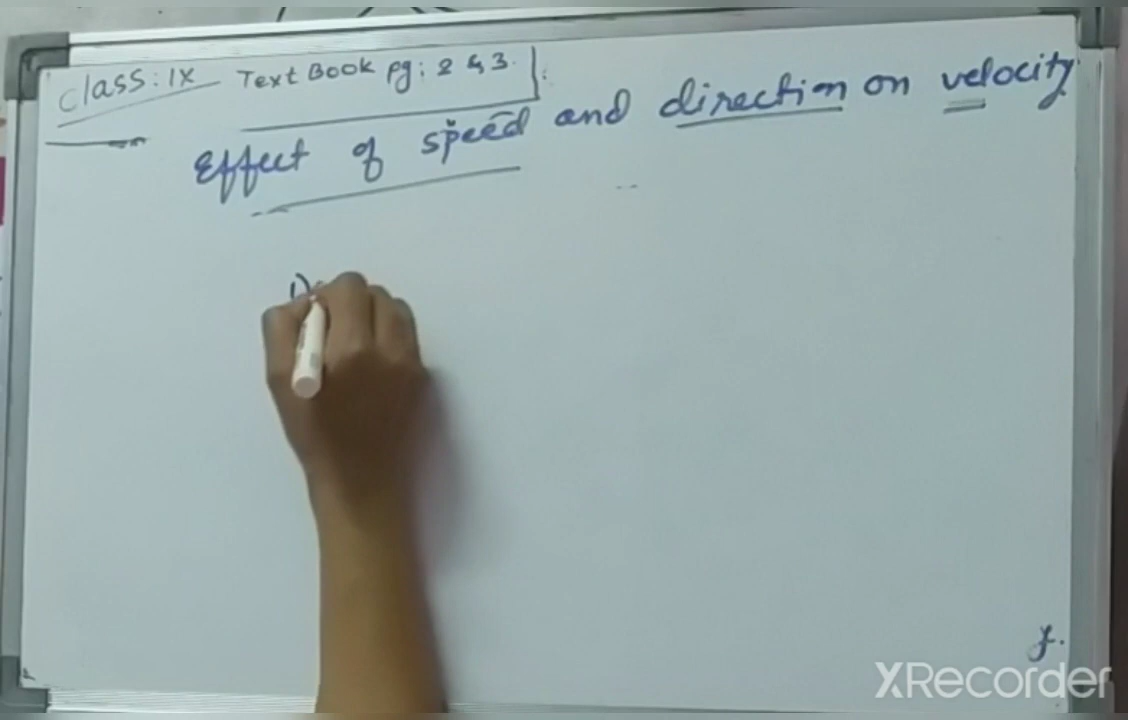 Class: IX Text Book pg: 2 & 3.
Effect of speed and direction on velocity
XRecorder